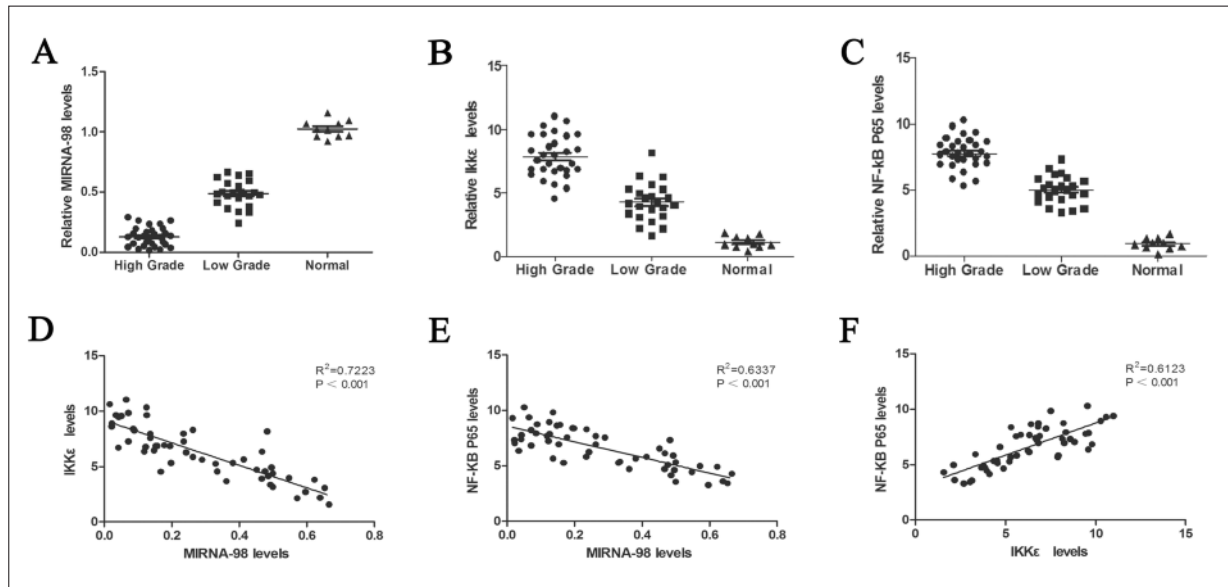 A
Relative MIRNA-98 levels
1.5
1.0
0.5
0.0
High Grade Low Grade Normal
B
Relative Ikkε levels
15
10
5
0
High Grade Low Grade Normal
C
Relative NF-kB P65 levels
15
10
5
0
High Grade Low Grade Normal
D
IKKε levels
15
10
5
0
R²=0.7223
P < 0.001
0.0 0.2 0.4 0.6 0.8
MIRNA-98 levels
E
NF-KB P65 levels
15
10
5
0
R²=0.6337
P < 0.001
0.0 0.2 0.4 0.6 0.8
MIRNA-98 levels
F
NF-KB P65 levels
15
10
5
0
R²=0.6123
P < 0.001
0 5 10 15
IKKε levels